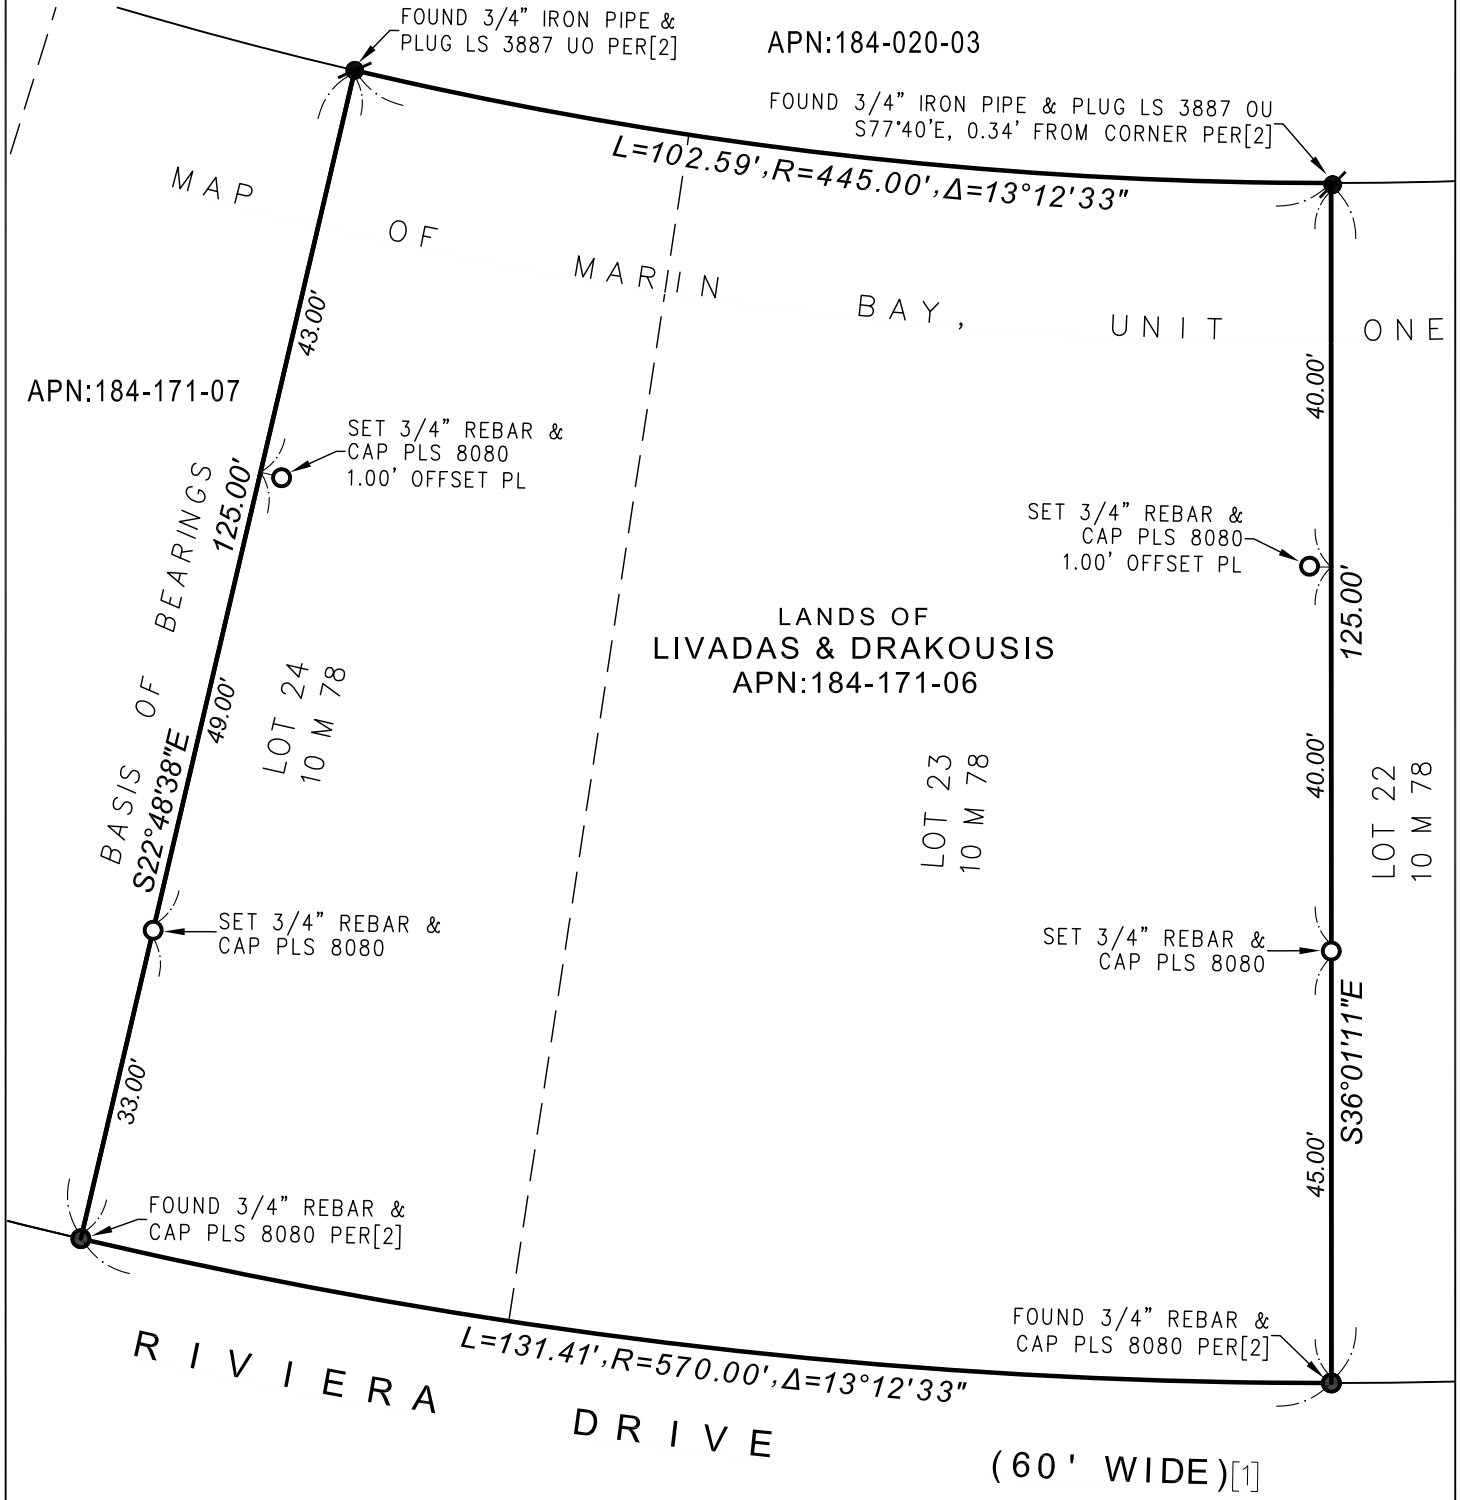 FOUND 3/4" IRON PIPE &
PLUG LS 3887 UO PER[2]
APN:184-020-03
FOUND 3/4" IRON PIPE & PLUG LS 3887 OU
S77°40'E, 0.34' FROM CORNER PER[2]
L=102.59',R=445.00',Δ=13°12'33"
MAP OF MARIN BAY, UNIT ONE
43.00'
40.00'
APN:184-171-07
SET 3/4" REBAR &
CAP PLS 8080
1.00' OFFSET PL
SET 3/4" REBAR &
CAP PLS 8080
1.00' OFFSET PL
BASIS OF BEARINGS
S22°48'38"E
125.00'
125.00'
LANDS OF
LIVADAS & DRAKOUSIS
APN:184-171-06
49.00'
LOT 24
10 M 78
LOT 23
10 M 78
40.00'
LOT 22
10 M 78
SET 3/4" REBAR &
CAP PLS 8080
SET 3/4" REBAR &
CAP PLS 8080
S36°01'11"E
33.00'
45.00'
FOUND 3/4" REBAR &
CAP PLS 8080 PER[2]
FOUND 3/4" REBAR &
CAP PLS 8080 PER[2]
L=131.41',R=570.00',Δ=13°12'33"
RIVIERA DRIVE
(60' WIDE)[1]